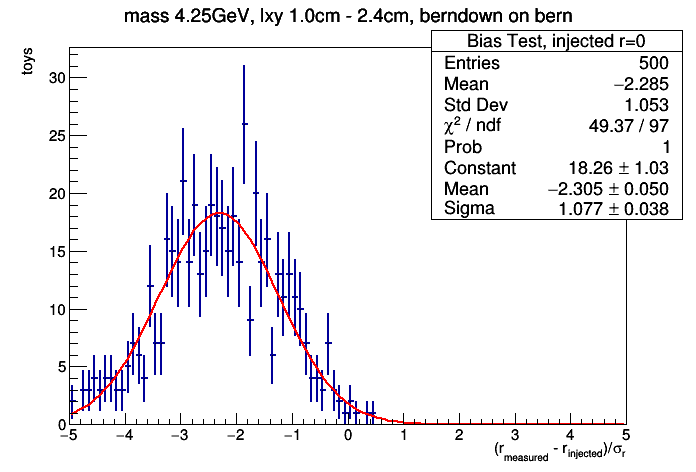 mass 4.25GeV, lxy 1.0cm - 2.4cm, berndown on bern
Bias Test, injected r=0
Entries 500
Mean −2.285
Std Dev 1.053
χ² / ndf 49.37 / 97
Prob 1
Constant 18.26 ± 1.03
Mean −2.305 ± 0.050
Sigma 1.077 ± 0.038
toys
30
25
20
15
10
5
0
−5 −4 −3 −2 −1 0 1 2 3 4 5
(r_measured - r_injected)/σ_r